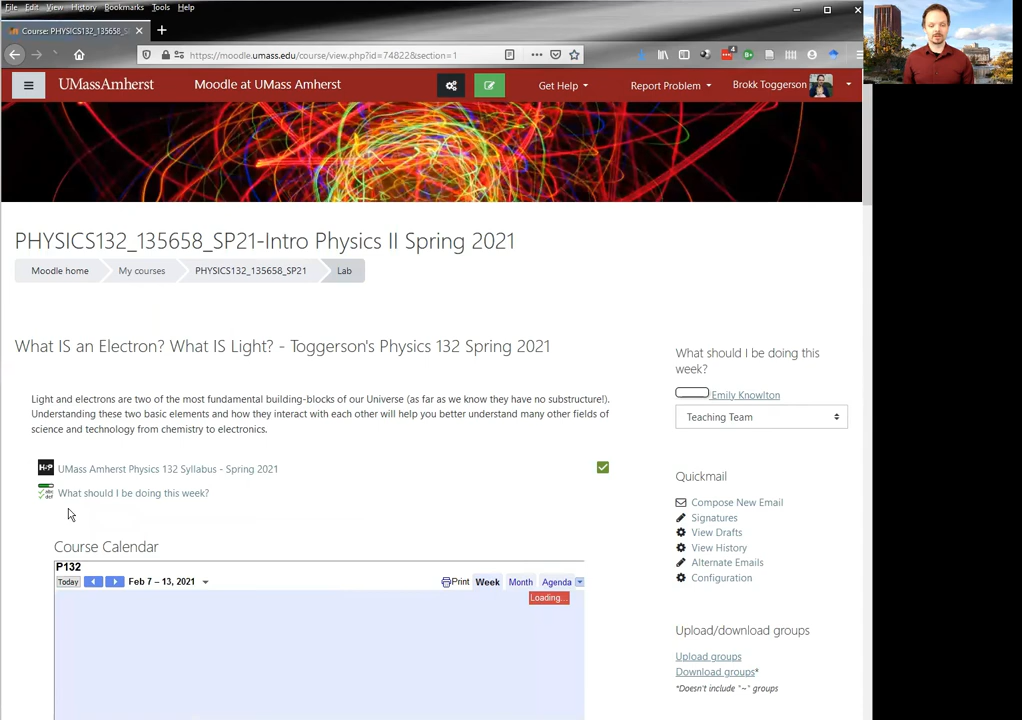 File Edit View History Bookmarks Tools Help
Course: PHYSICS132_135658_S
https://moodle.umass.edu/course/view.php?id=74822&section=1
4
UMassAmherst
Moodle at UMass Amherst
Get Help
Report Problem
Brokk Toggerson
PHYSICS132_135658_SP21-Intro Physics II Spring 2021
Moodle home
My courses
PHYSICS132_135658_SP21
Lab
What IS an Electron? What IS Light? - Toggerson's Physics 132 Spring 2021
Light and electrons are two of the most fundamental building-blocks of our Universe (as far as we know they have no substructure!).
Understanding these two basic elements and how they interact with each other will help you better understand many other fields of
science and technology from chemistry to electronics.
H-P UMass Amherst Physics 132 Syllabus - Spring 2021
What should I be doing this week?
Course Calendar
P132
Today Feb 7 – 13, 2021 Print Week Month Agenda
Loading...
What should I be doing this
week?
Emily Knowlton
Teaching Team
Quickmail
Compose New Email
Signatures
View Drafts
View History
Alternate Emails
Configuration
Upload/download groups
Upload groups
Download groups*
*Doesn't include "~" groups